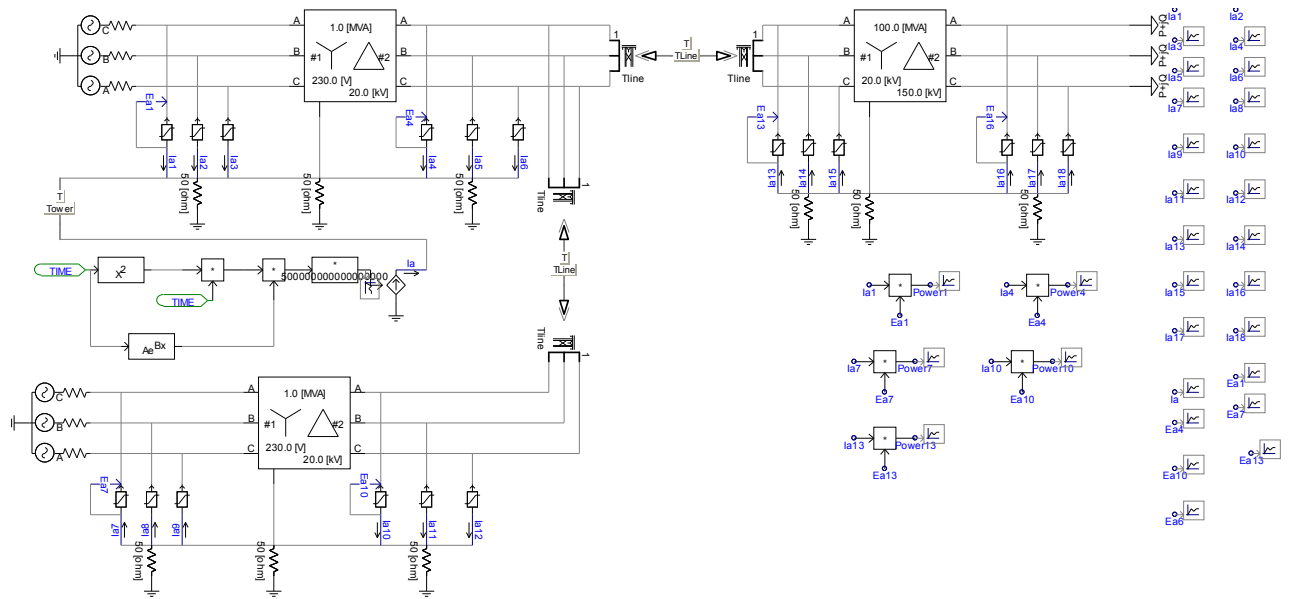 C
B
A
A
B
C
1.0 [MVA]
#1
#2
230.0 [V]
20.0 [kV]
A
B
C
1
Tline
T
TLine
1
Tline
A
B
C
100.0 [MVA]
#1
#2
20.0 [kV]
150.0 [kV]
A
B
C
P+jQ
P+jQ
P+jQ
Ea1
Ia1
Ia2
Ia3
Ea4
Ia4
Ia5
Ia6
50 [ohm]
50 [ohm]
50 [ohm]
Ea13
Ia13
Ia14
Ia15
Ea16
Ia16
Ia17
Ia18
50 [ohm]
50 [ohm]
50 [ohm]
T
Tower
Tline
1
T
TLine
Tline
1
TIME
X2
*
*
*
50000000000000000
Ia
TIME
Ae Bx
C
B
A
A
B
C
1.0 [MVA]
#1
#2
230.0 [V]
20.0 [kV]
A
B
C
Ea7
Ia7
Ia8
Ia9
Ea10
Ia10
Ia11
Ia12
50 [ohm]
50 [ohm]
50 [ohm]
Ia1
*
Power1
Ea1
Ia4
*
Power4
Ea4
Ia7
*
Power7
Ea7
Ia10
*
Power10
Ea10
Ia13
*
Power13
Ea13
Ia1
Ia2
Ia3
Ia4
Ia5
Ia6
Ia7
Ia8
Ia9
Ia10
Ia11
Ia12
Ia13
Ia14
Ia15
Ia16
Ia17
Ia18
Ea1
Ia
Ea7
Ea4
Ea13
Ea10
Ea6